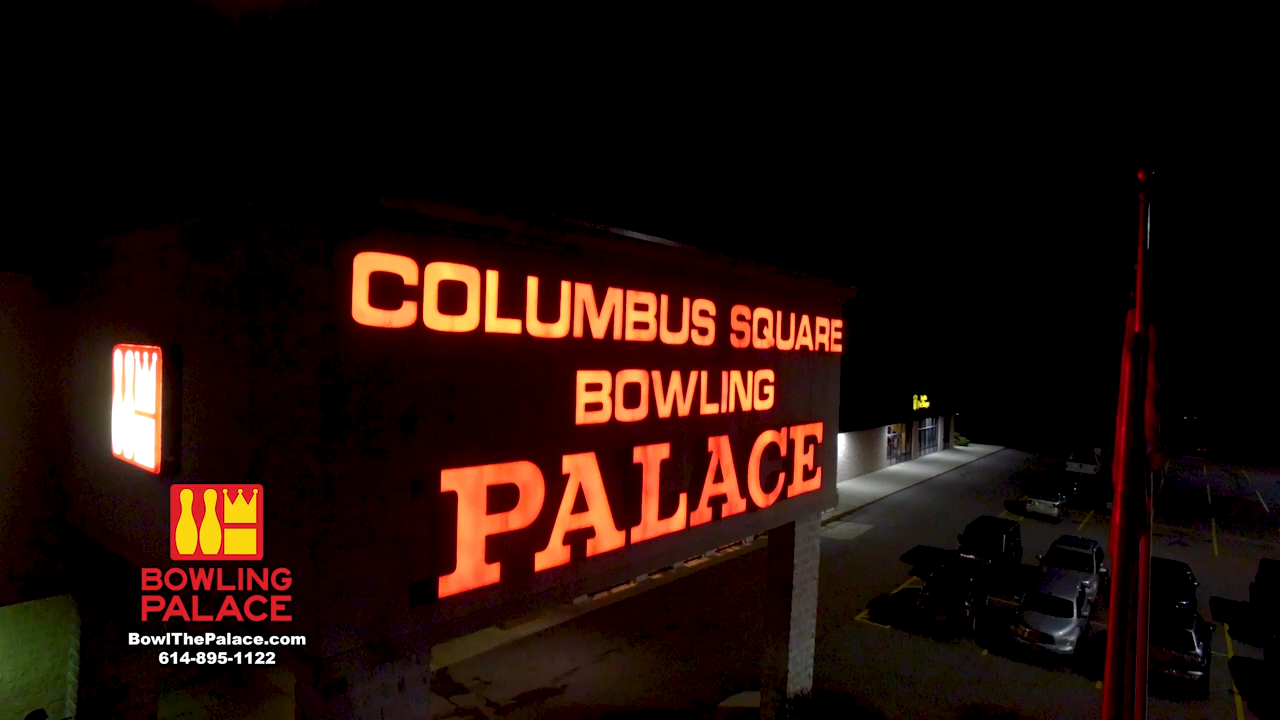 COLUMBUS SQUARE
BOWLING
PALACE
BOWLING
PALACE
BowlThePalace.com
614-895-1122